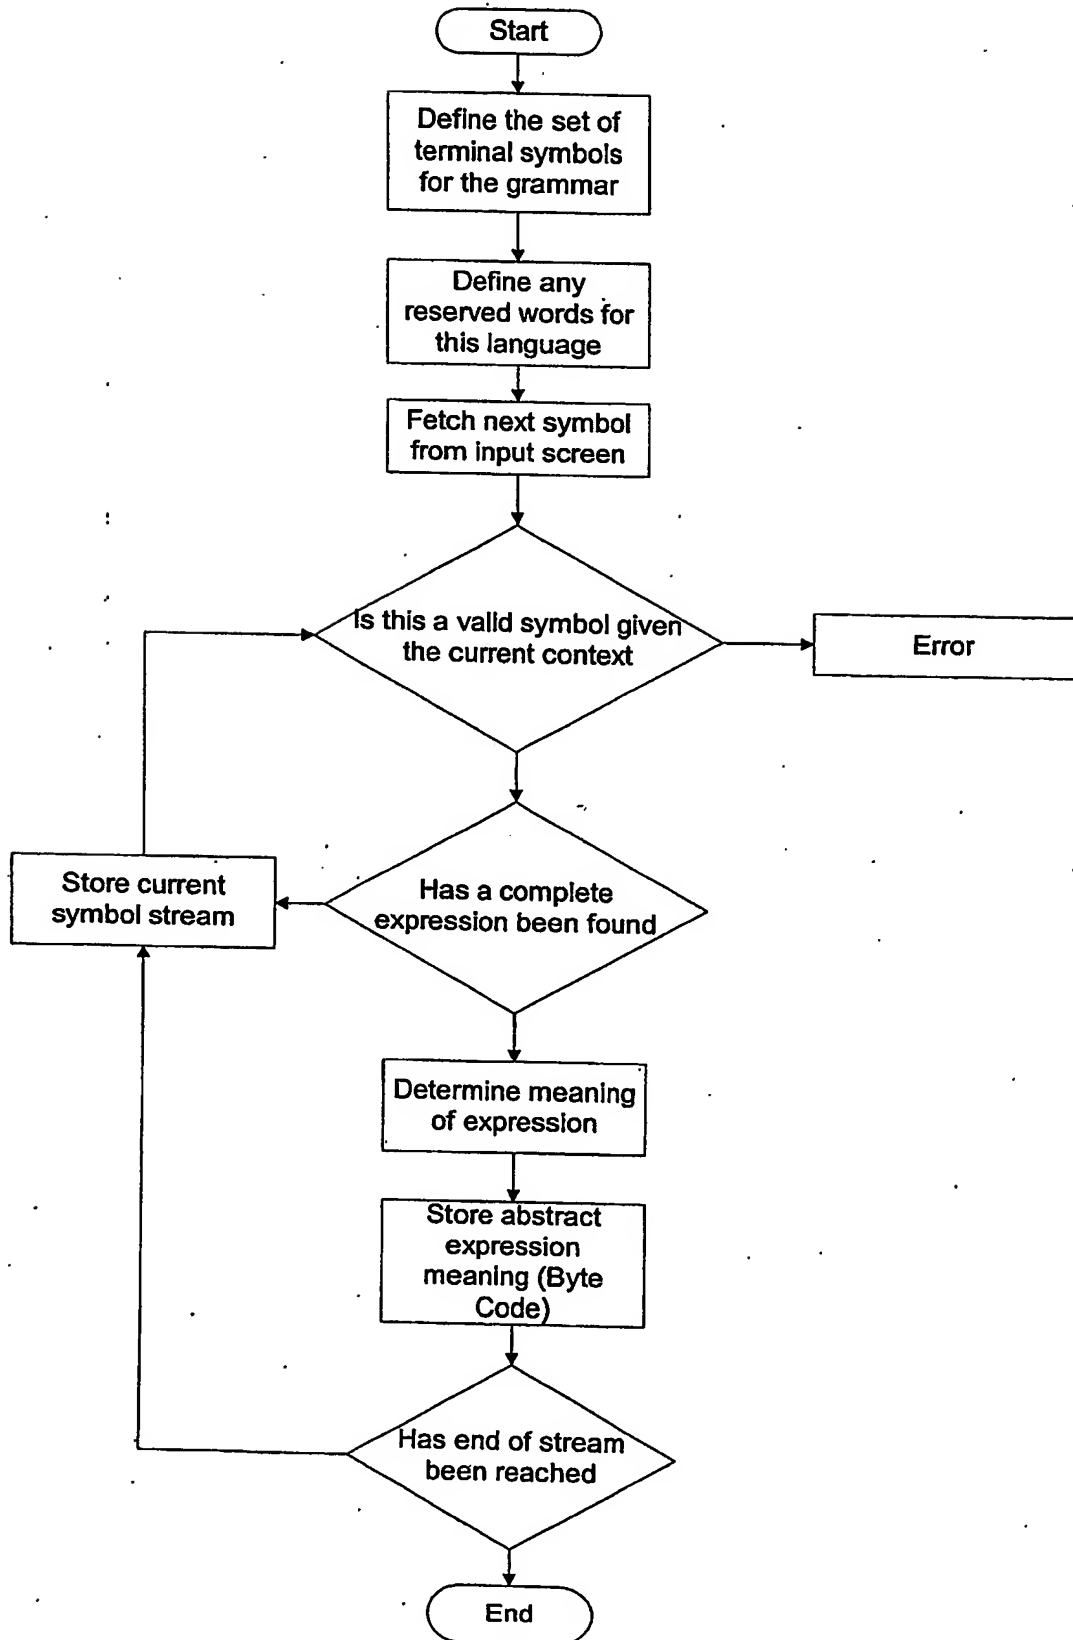 Start
Define the set of
terminal symbols
for the grammar
Define any
reserved words for
this language
Fetch next symbol
from input screen
Is this a valid symbol given
the current context
Error
Has a complete
expression been found
Store current
symbol stream
Determine meaning
of expression
Store abstract
expression
meaning (Byte
Code)
Has end of stream
been reached
End